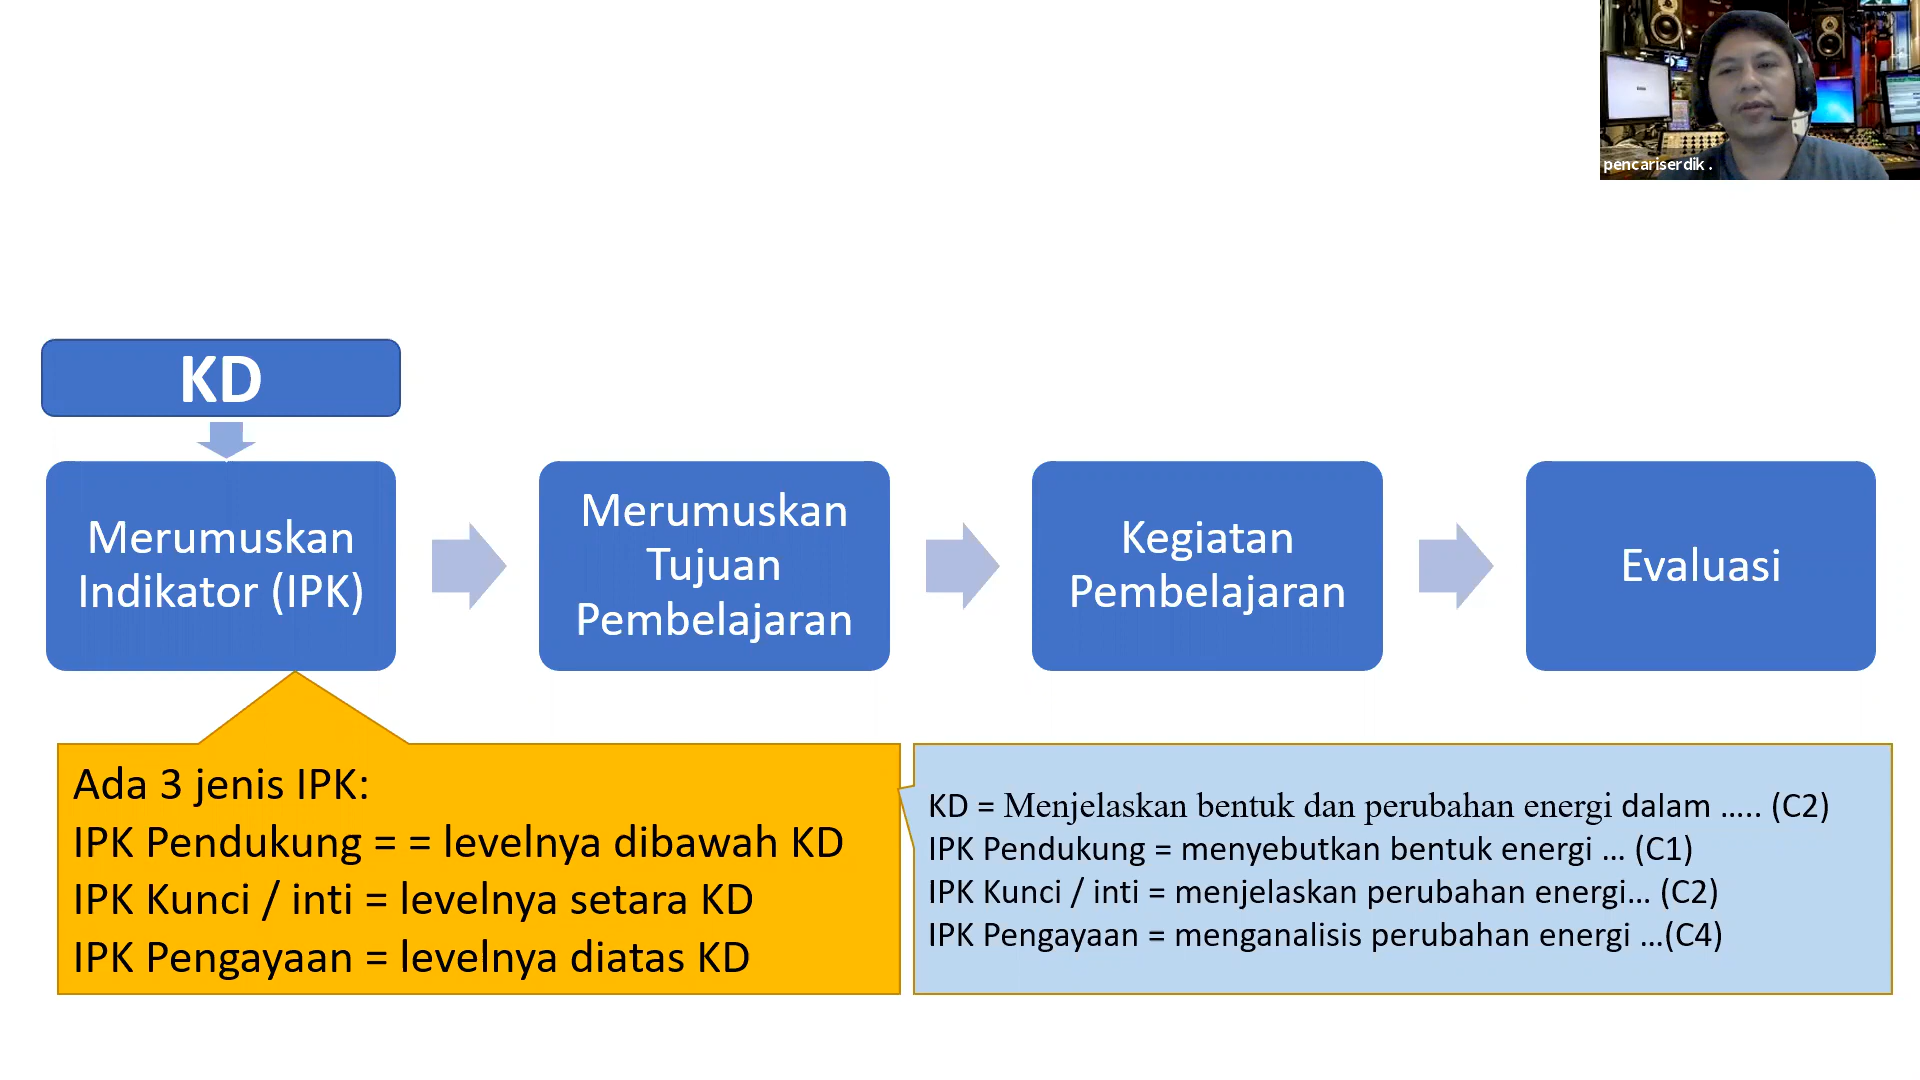 pencariserdik .
KD
Merumuskan
Indikator (IPK)
Merumuskan
Tujuan
Pembelajaran
Kegiatan
Pembelajaran
Evaluasi
Ada 3 jenis IPK:
IPK Pendukung = = levelnya dibawah KD
IPK Kunci / inti = levelnya setara KD
IPK Pengayaan = levelnya diatas KD
KD = Menjelaskan bentuk dan perubahan energi dalam ….. (C2)
IPK Pendukung = menyebutkan bentuk energi … (C1)
IPK Kunci / inti = menjelaskan perubahan energi… (C2)
IPK Pengayaan = menganalisis perubahan energi …(C4)